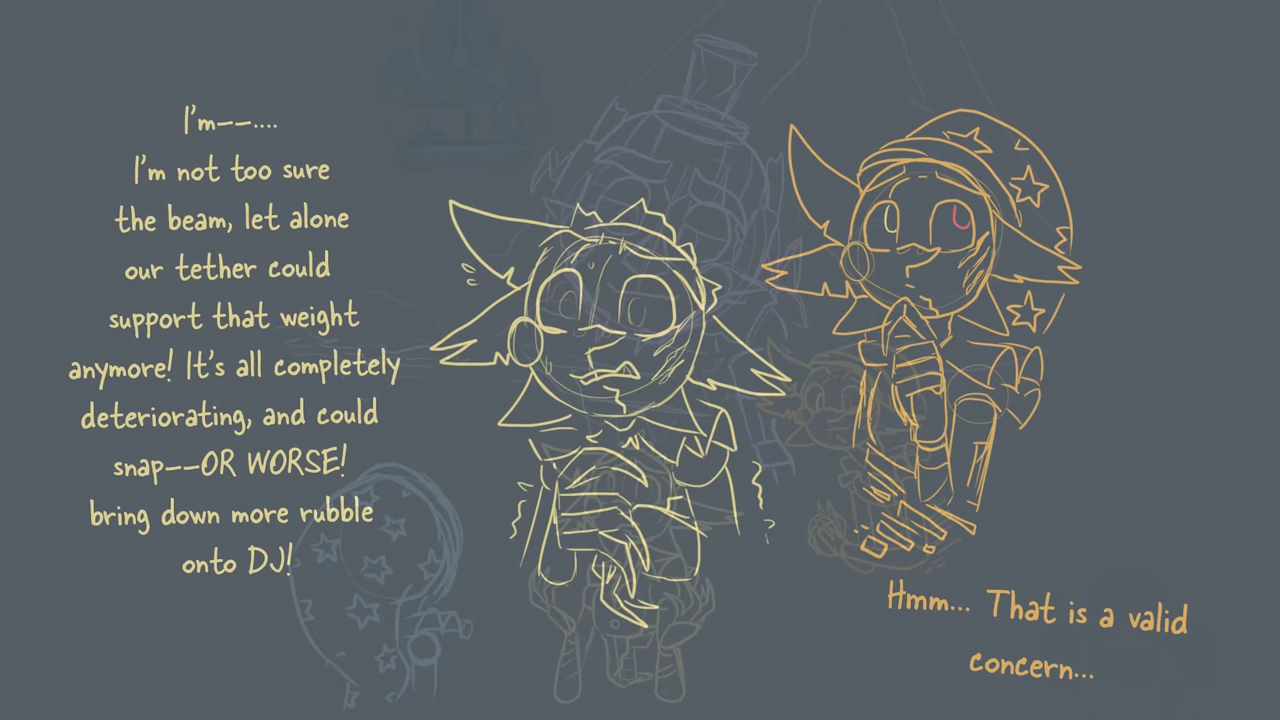 I'm--....
I'm not too sure
the beam, let alone
our tether could
support that weight
anymore! It's all completely
deteriorating, and could
snap--OR WORSE!
bring down more rubble
onto DJ!
Hmm... That is a valid
concern...